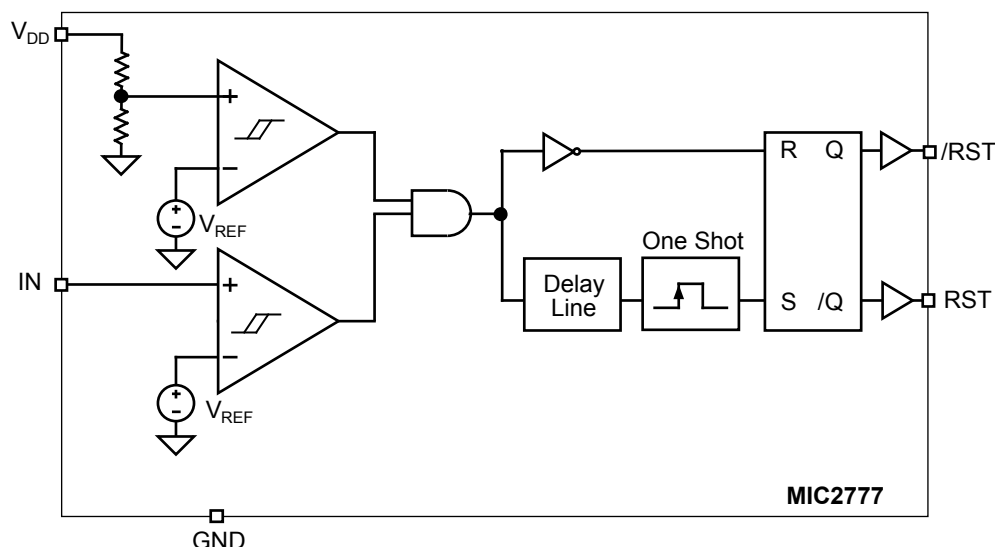 V_DD
+
−
V_REF
IN
+
−
V_REF
+
−
+
−
One Shot
Delay
Line
R Q
S /Q
/RST
RST
MIC2777
GND